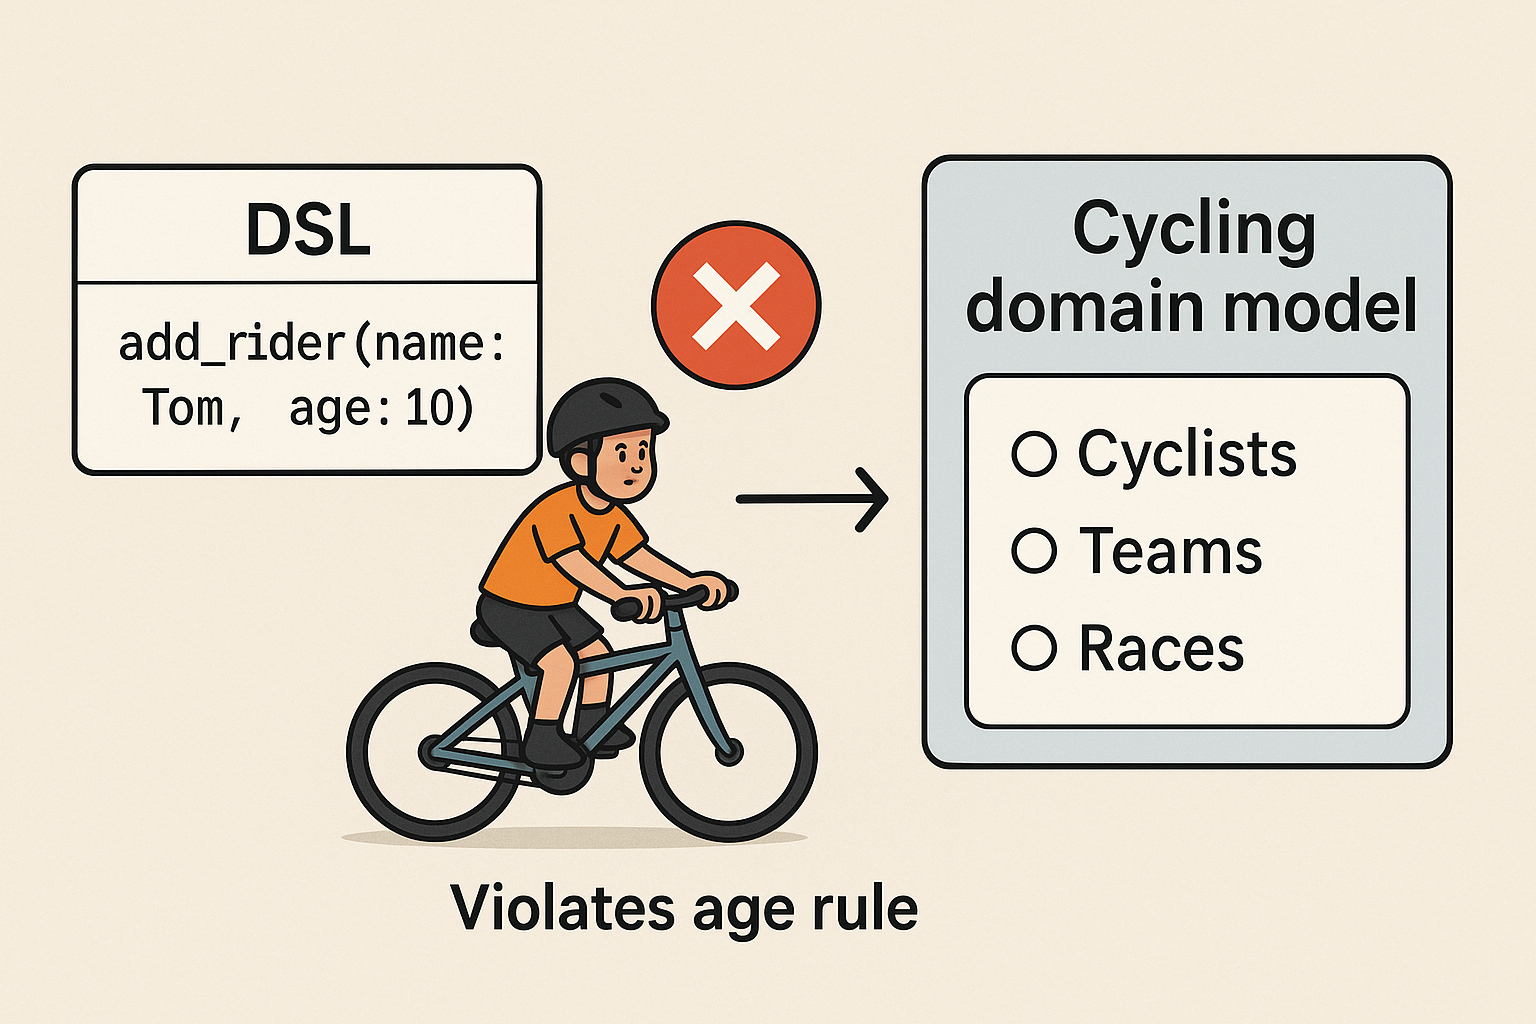 DSL
add_rider(name:
Tom, age:10)
Cycling
domain model
Cyclists
Teams
Races
Violates age rule